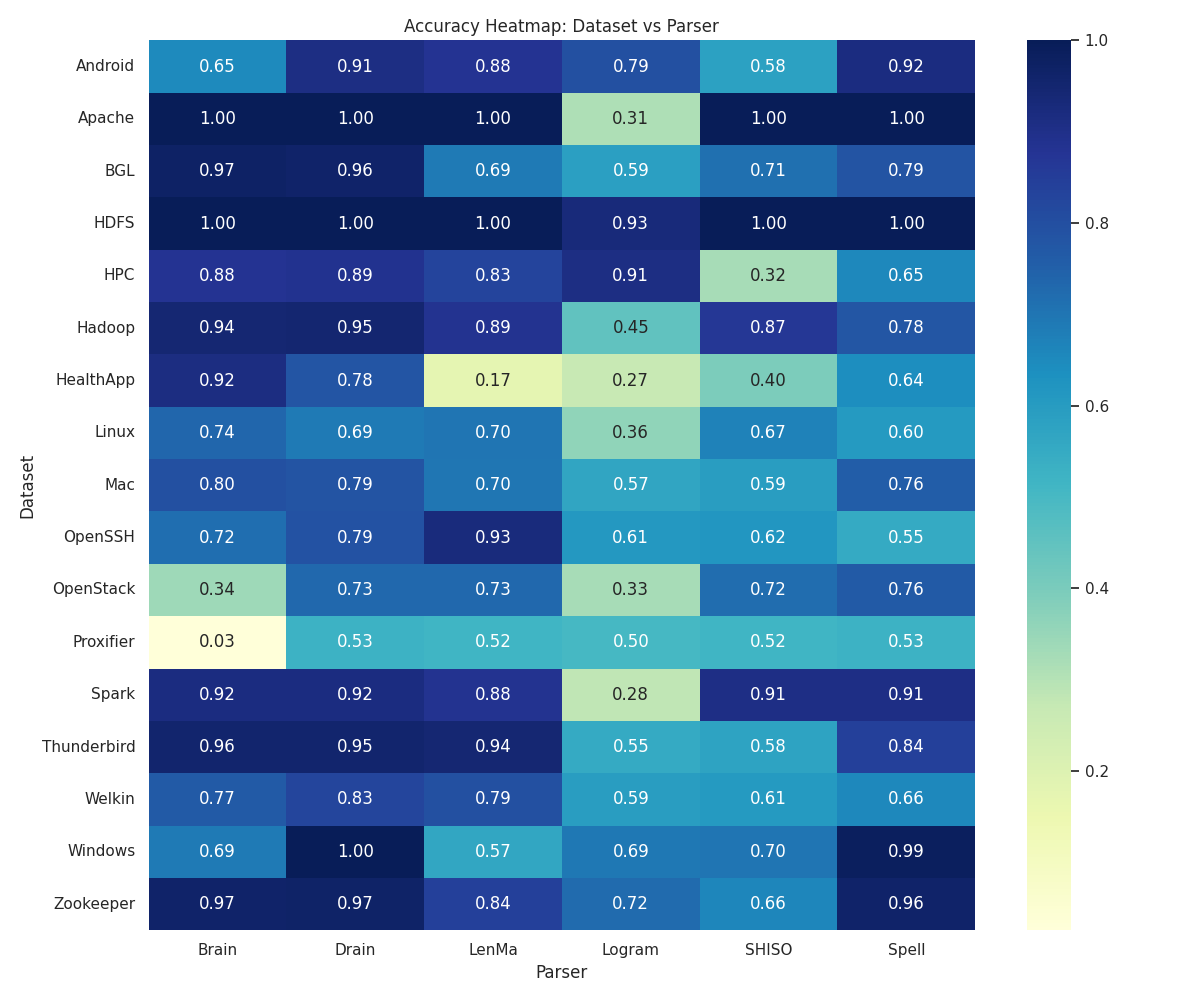 Accuracy Heatmap: Dataset vs Parser
Android 0.65 0.91 0.88 0.79 0.58 0.92
Apache 1.00 1.00 1.00 0.31 1.00 1.00
BGL 0.97 0.96 0.69 0.59 0.71 0.79
HDFS 1.00 1.00 1.00 0.93 1.00 1.00
HPC 0.88 0.89 0.83 0.91 0.32 0.65
Hadoop 0.94 0.95 0.89 0.45 0.87 0.78
HealthApp 0.92 0.78 0.17 0.27 0.40 0.64
Linux 0.74 0.69 0.70 0.36 0.67 0.60
Mac 0.80 0.79 0.70 0.57 0.59 0.76
OpenSSH 0.72 0.79 0.93 0.61 0.62 0.55
OpenStack 0.34 0.73 0.73 0.33 0.72 0.76
Proxifier 0.03 0.53 0.52 0.50 0.52 0.53
Spark 0.92 0.92 0.88 0.28 0.91 0.91
Thunderbird 0.96 0.95 0.94 0.55 0.58 0.84
Welkin 0.77 0.83 0.79 0.59 0.61 0.66
Windows 0.69 1.00 0.57 0.69 0.70 0.99
Zookeeper 0.97 0.97 0.84 0.72 0.66 0.96
Brain Drain LenMa Logram SHISO Spell
Parser
Dataset
1.0
0.8
0.6
0.4
0.2